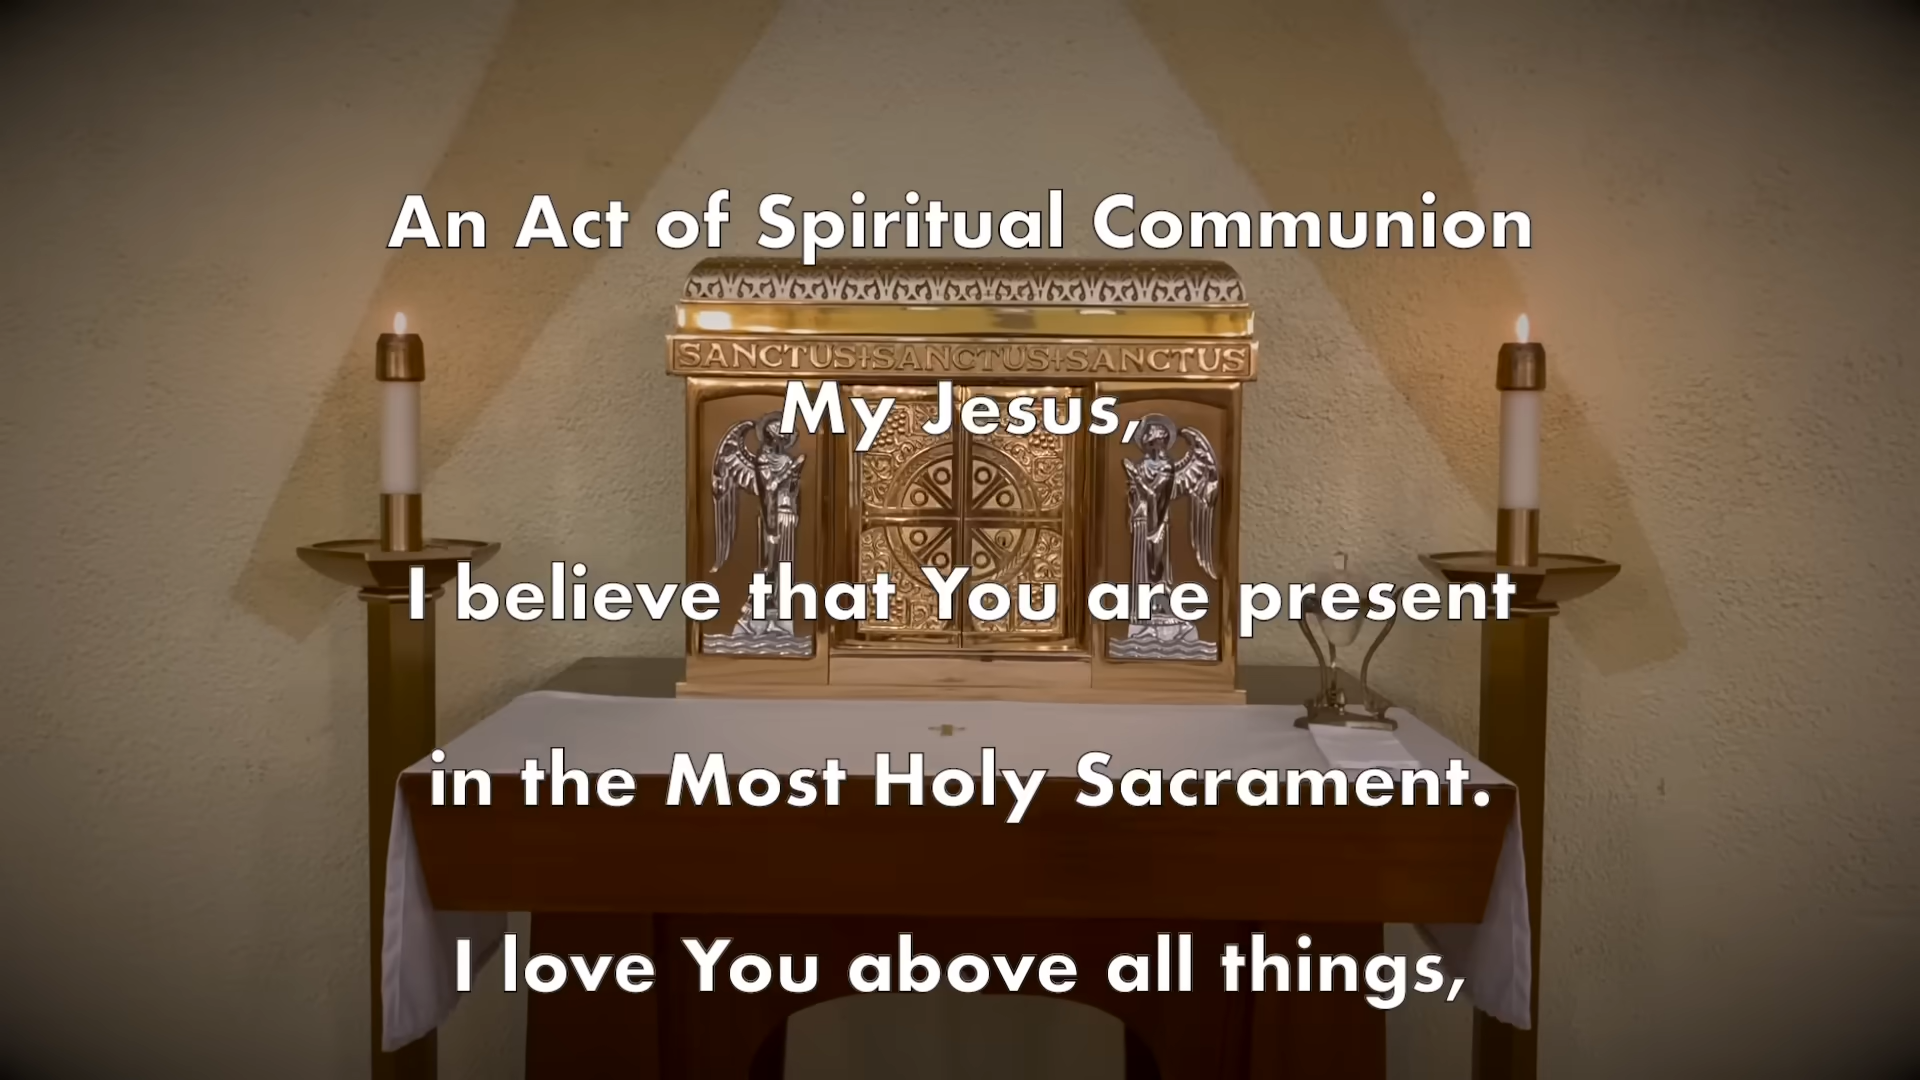 An Act of Spiritual Communion
SANCTUS+SANCTUS+SANCTUS
My Jesus,
I believe that You are present
in the Most Holy Sacrament.
I love You above all things,